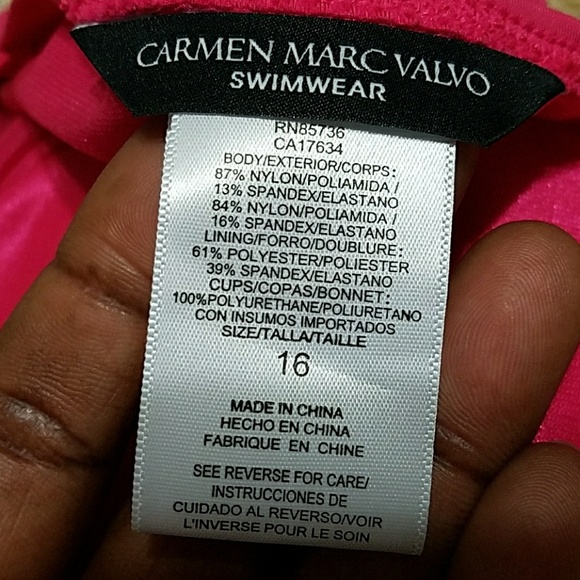 CARMEN MARC VALVO
SWIMWEAR
RN85736
CA17634
BODY/EXTERIOR/CORPS:
87% NYLON/POLIAMIDA /
13% SPANDEX/ELASTANO
84% NYLON/POLIAMIDA /
16% SPANDEX/ELASTANO
LINING/FORRO/DOUBLURE:
61% POLYESTER/POLIESTER
39% SPANDEX/ELASTANO
CUPS/COPAS/BONNET:
100%POLYURETHANE/POLIURETANO
CON INSUMOS IMPORTADOS
SIZE/TALLA/TAILLE
16
MADE IN CHINA
HECHO EN CHINA
FABRIQUE EN CHINE
SEE REVERSE FOR CARE/
INSTRUCCIONES DE
CUIDADO AL REVERSO/VOIR
L'INVERSE POUR LE SOIN